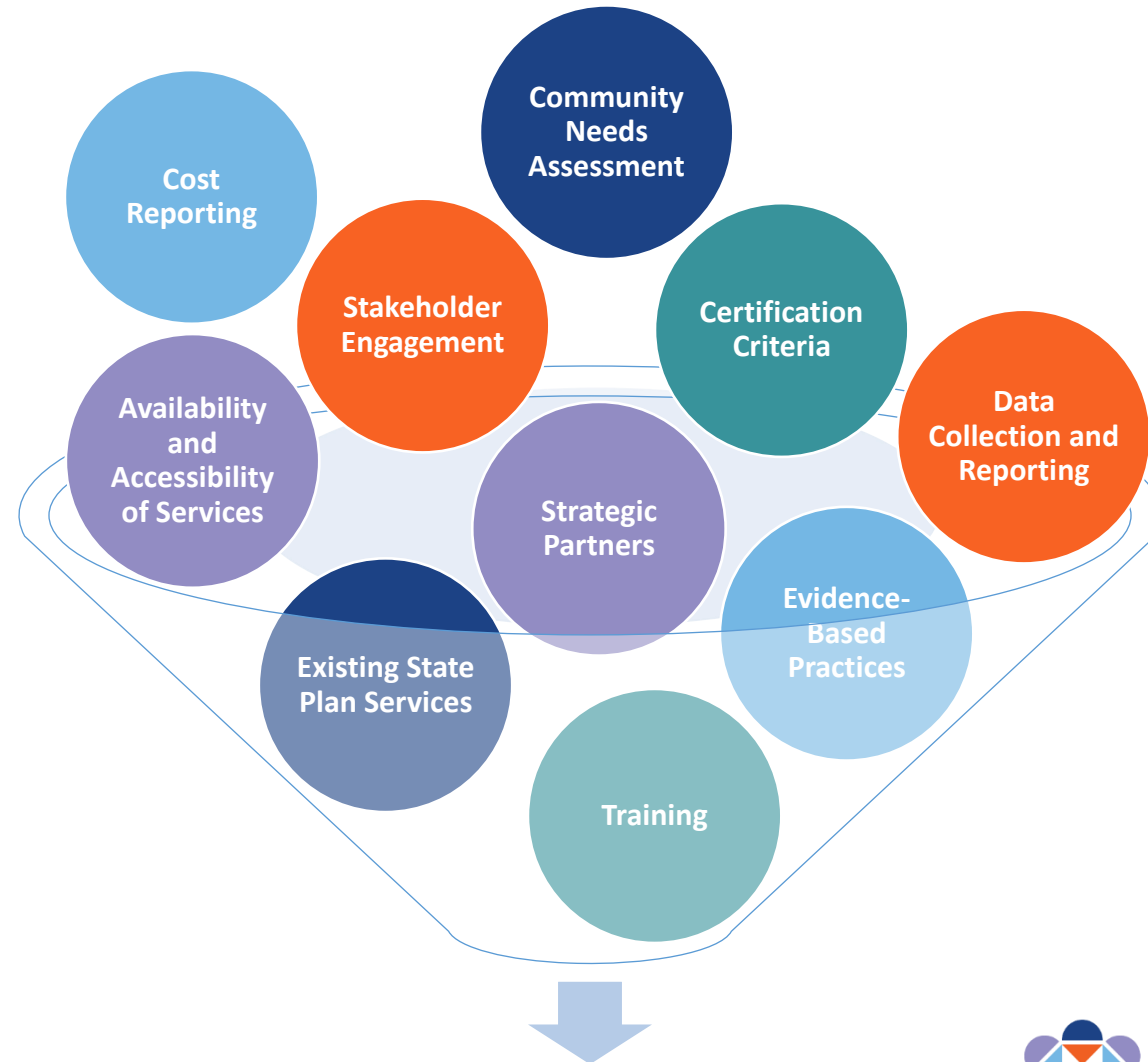 Community
Needs
Assessment
Cost
Reporting
Stakeholder
Engagement
Certification
Criteria
Availability
and
Accessibility
of Services
Data
Collection and
Reporting
Strategic
Partners
Evidence-
Based
Practices
Existing State
Plan Services
Training